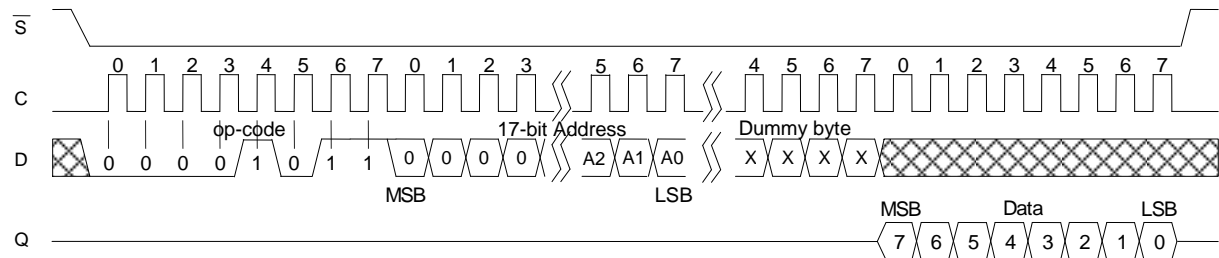 S
0 1 2 3 4 5 6 7 0 1 2 3 5 6 7 4 5 6 7 0 1 2 3 4 5 6 7
C
op-code 17-bit Address Dummy byte
D 0 0 0 0 1 0 1 1 0 0 0 0 A2 A1 A0 X X X X
MSB LSB
MSB Data LSB
Q 7 6 5 4 3 2 1 0